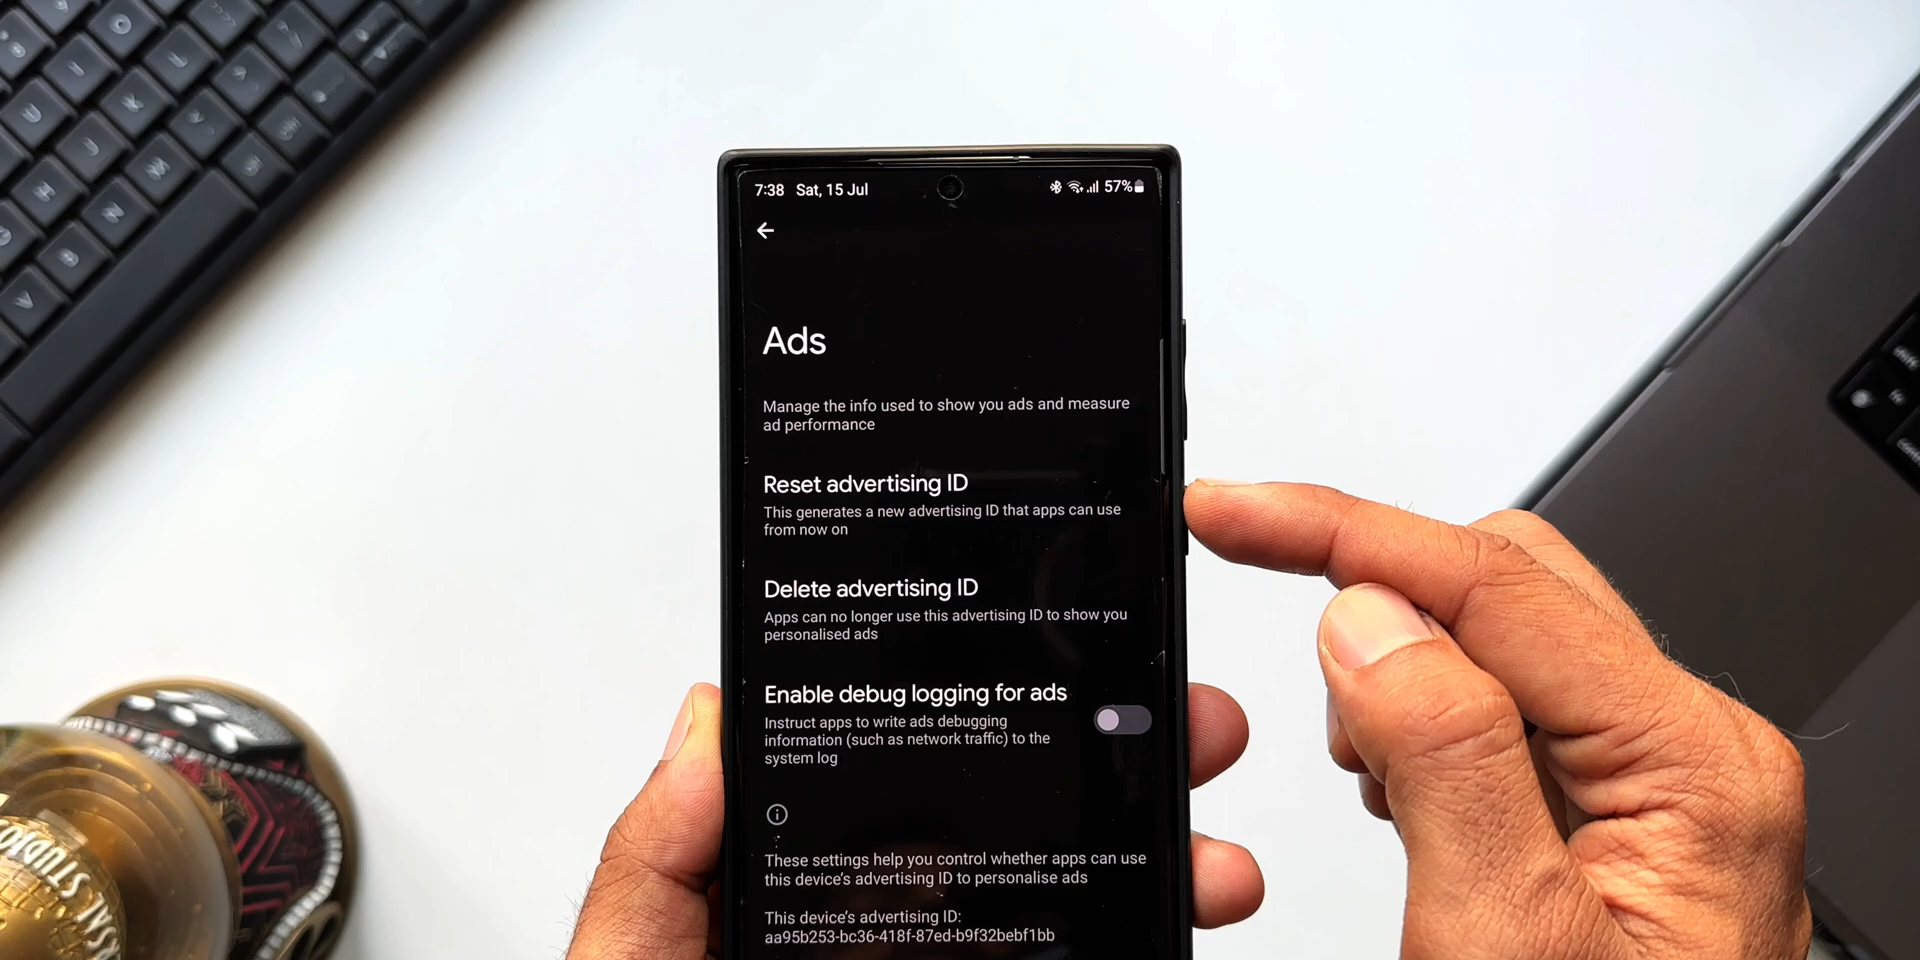 7:38 Sat, 15 Jul 57%
Ads
Manage the info used to show you ads and measure
ad performance
Reset advertising ID
This generates a new advertising ID that apps can use
from now on
Delete advertising ID
Apps can no longer use this advertising ID to show you
personalised ads
Enable debug logging for ads
Instruct apps to write ads debugging
information (such as network traffic) to the
system log
These settings help you control whether apps can use
this device's advertising ID to personalise ads
This device's advertising ID:
aa95b253-bc36-418f-87ed-b9f32bebf1bb